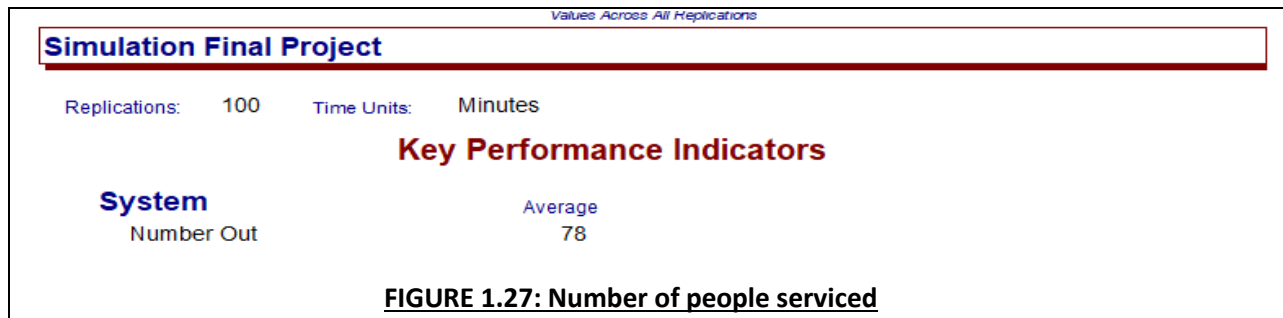 Values Across All Replications
Simulation Final Project
Replications: 100 Time Units: Minutes
Key Performance Indicators
System Average
Number Out 78
FIGURE 1.27: Number of people serviced